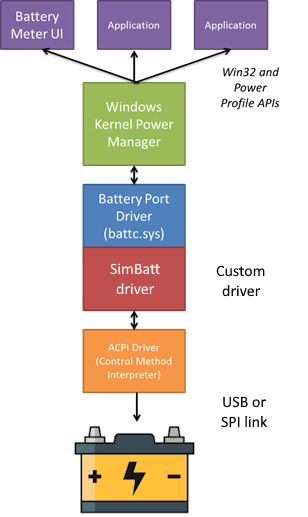 Battery
Meter UI
Application
Application
Win32 and
Power
Profile APIs
Windows
Kernel Power
Manager
Battery Port
Driver
(battc.sys)
SimBatt
driver
Custom
driver
ACPI Driver
(Control Method
Interpreter)
USB or
SPI link
+
−